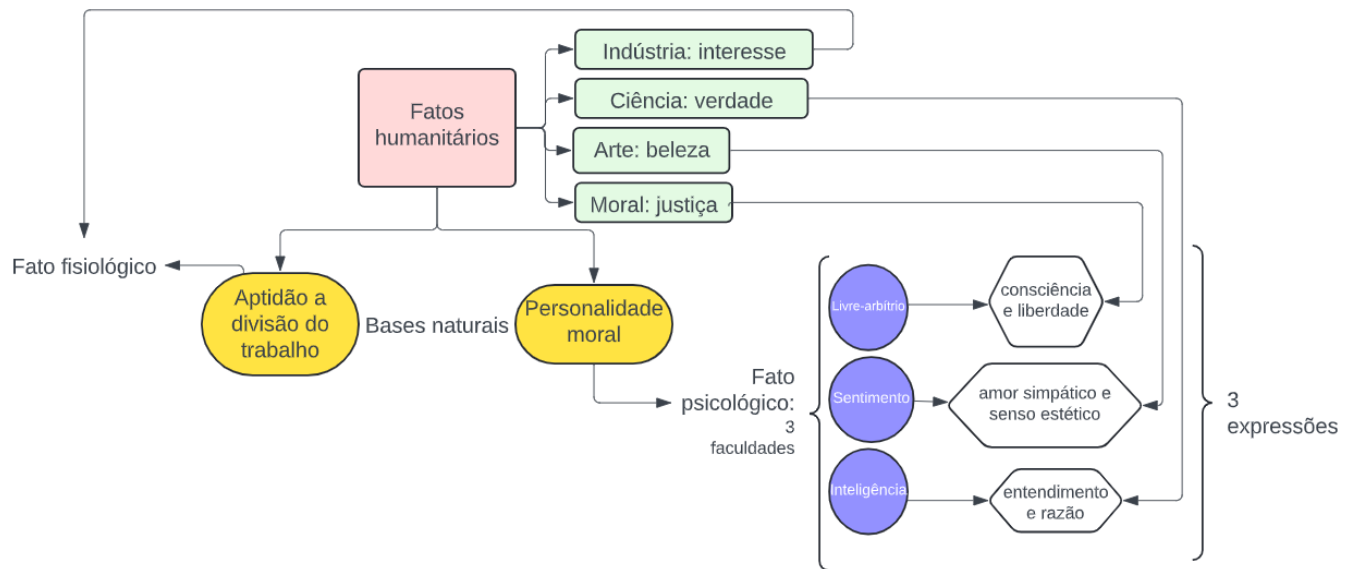 Indústria: interesse
Ciência: verdade
Fatos
humanitários
Arte: beleza
Moral: justiça
Fato fisiológico
Aptidão a
divisão do
trabalho
Bases naturais
Personalidade
moral
Fato
psicológico:
3
faculdades
Livre-arbítrio
consciência
e liberdade
Sentimento
amor simpático e
senso estético
Inteligência
entendimento
e razão
3
expressões